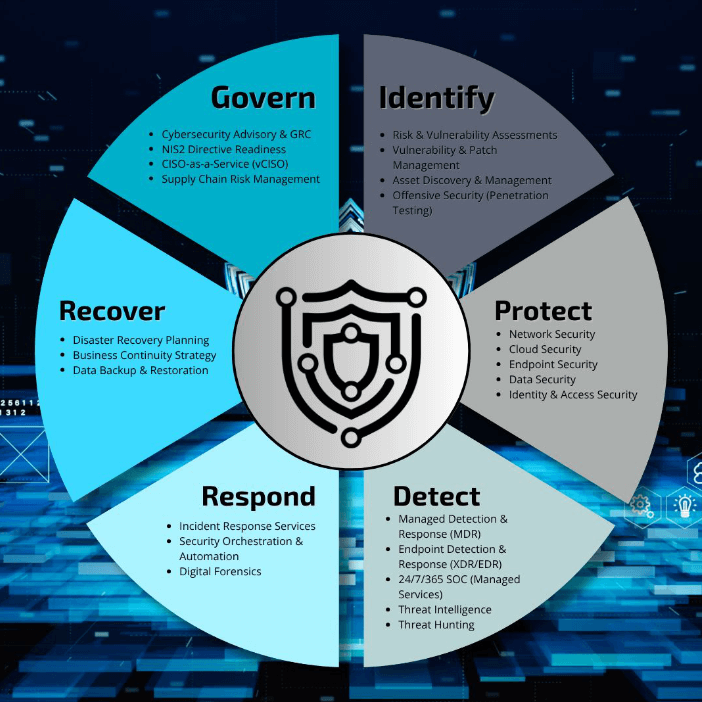 Govern
• Cybersecurity Advisory & GRC
• NIS2 Directive Readiness
• CISO-as-a-Service (vCISO)
• Supply Chain Risk Management
Identify
• Risk & Vulnerability Assessments
• Vulnerability & Patch
Management
• Asset Discovery & Management
• Offensive Security (Penetration
Testing)
Recover
• Disaster Recovery Planning
• Business Continuity Strategy
• Data Backup & Restoration
Protect
• Network Security
• Cloud Security
• Endpoint Security
• Data Security
• Identity & Access Security
256112
1312
Respond
• Incident Response Services
• Security Orchestration &
Automation
• Digital Forensics
Detect
• Managed Detection &
Response (MDR)
• Endpoint Detection &
Response (XDR/EDR)
• 24/7/365 SOC (Managed
Services)
• Threat Intelligence
• Threat Hunting